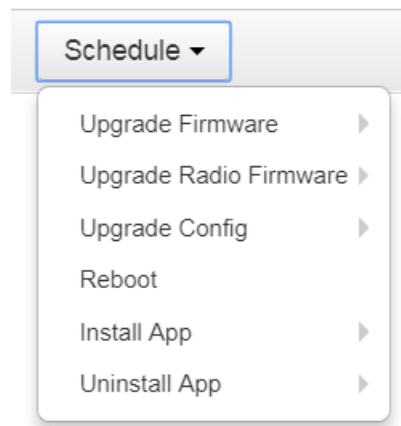 Schedule
Upgrade Firmware
Upgrade Radio Firmware
Upgrade Config
Reboot
Install App
Uninstall App